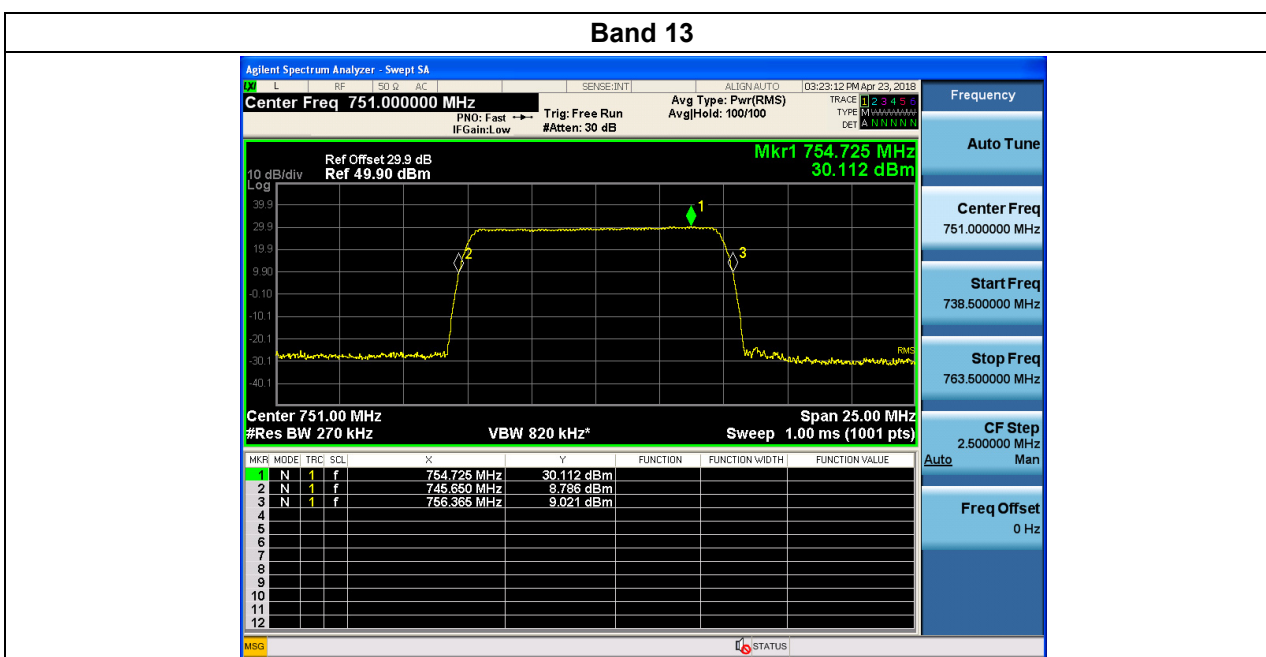 Band 13
Agilent Spectrum Analyzer - Swept SA
LXI L RF 50 Ω AC SENSE:INT ALIGN AUTO 03:23:12 PM Apr 23, 2018
Center Freq 751.000000 MHz
PNO: Fast
IFGain:Low
Trig: Free Run
#Atten: 30 dB
Avg Type: Pwr(RMS)
Avg|Hold: 100/100
TRACE 1 2 3 4 5 6
TYPE M WWWWW
DET A N N N N N
Frequency
Mkr1 754.725 MHz
30.112 dBm
Ref Offset 29.9 dB
10 dB/div Ref 49.90 dBm
Log
39.9
29.9
19.9
9.90
-0.10
-10.1
-20.1
-30.1
-40.1
1
2
3
RMS
Center 751.00 MHz Span 25.00 MHz
#Res BW 270 kHz VBW 820 kHz* Sweep 1.00 ms (1001 pts)
MKR MODE TRC SCL X Y FUNCTION FUNCTION WIDTH FUNCTION VALUE
1 N 1 f 754.725 MHz 30.112 dBm
2 N 1 f 745.650 MHz 8.786 dBm
3 N 1 f 756.365 MHz 9.021 dBm
4
5
6
7
8
9
10
11
12
Auto Tune
Center Freq
751.000000 MHz
Start Freq
738.500000 MHz
Stop Freq
763.500000 MHz
CF Step
2.500000 MHz
Auto Man
Freq Offset
0 Hz
MSG STATUS